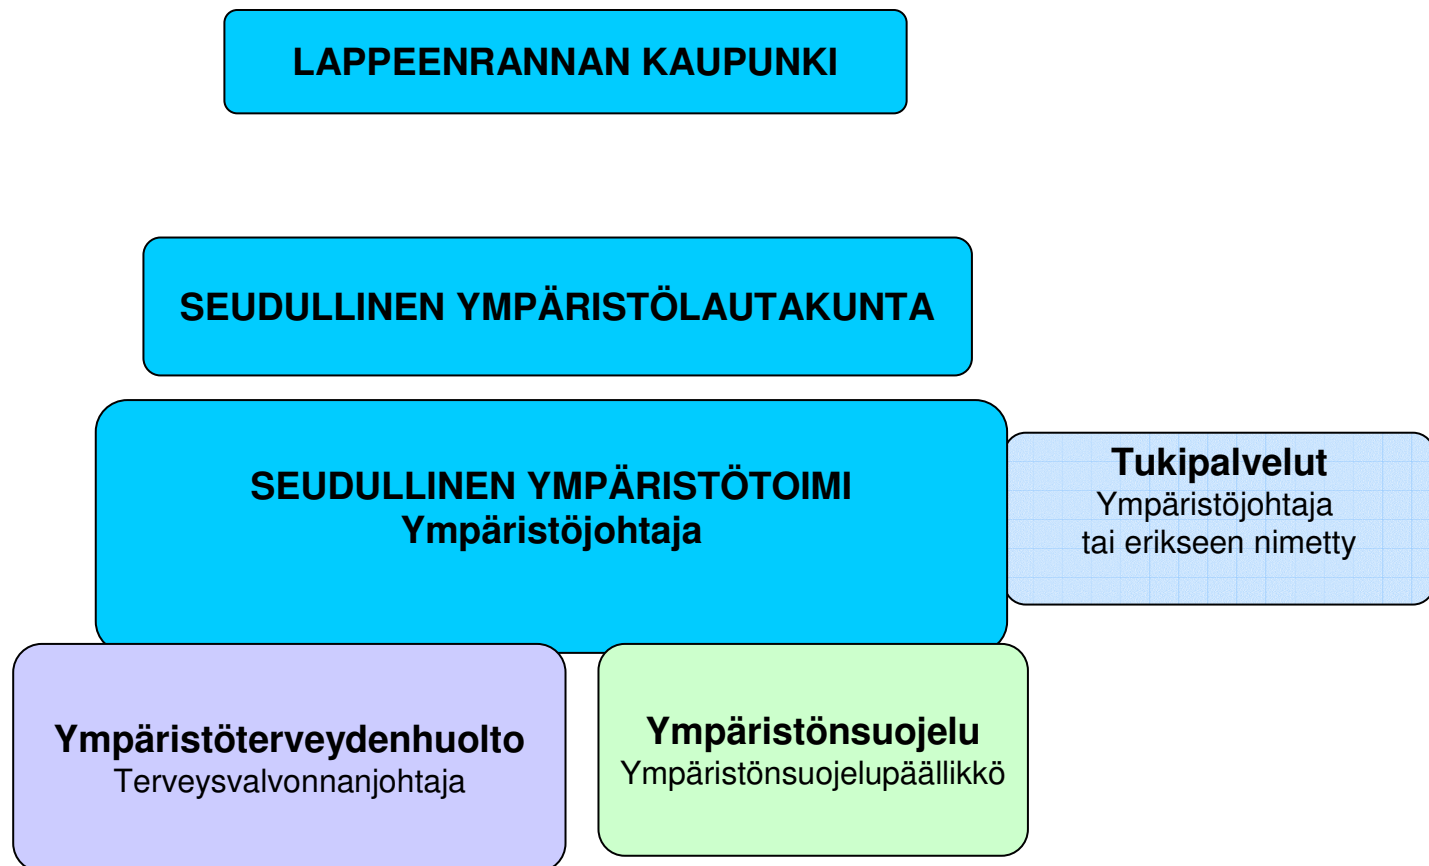 LAPPEENRANNAN KAUPUNKI
SEUDULLINEN YMPÄRISTÖLAUTAKUNTA
SEUDULLINEN YMPÄRISTÖTOIMI
Ympäristöjohtaja
Tukipalvelut
Ympäristöjohtaja
tai erikseen nimetty
Ympäristöterveydenhuolto
Terveysvalvonnanjohtaja
Ympäristönsuojelu
Ympäristönsuojelupäällikkö